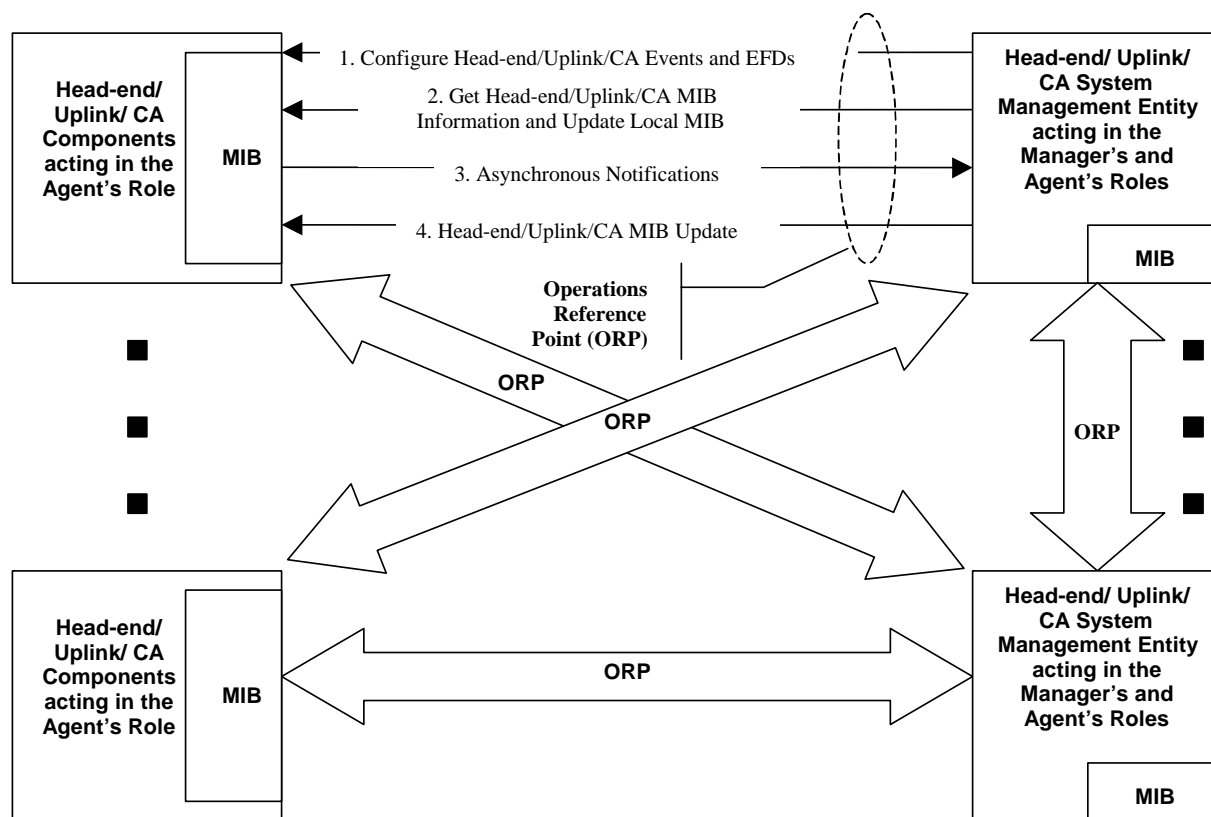 Head-end/
Uplink/ CA
Components
acting in the
Agent’s Role
MIB
1. Configure Head-end/Uplink/CA Events and EFDs
2. Get Head-end/Uplink/CA MIB
Information and Update Local MIB
3. Asynchronous Notifications
4. Head-end/Uplink/CA MIB Update
Head-end/ Uplink/
CA System
Management Entity
acting in the
Manager’s and
Agent’s Roles
MIB
Operations
Reference
Point (ORP)
ORP
ORP
ORP
Head-end/
Uplink/ CA
Components
acting in the
Agent’s Role
MIB
ORP
Head-end/ Uplink/
CA System
Management Entity
acting in the
Manager’s and
Agent’s Roles
MIB